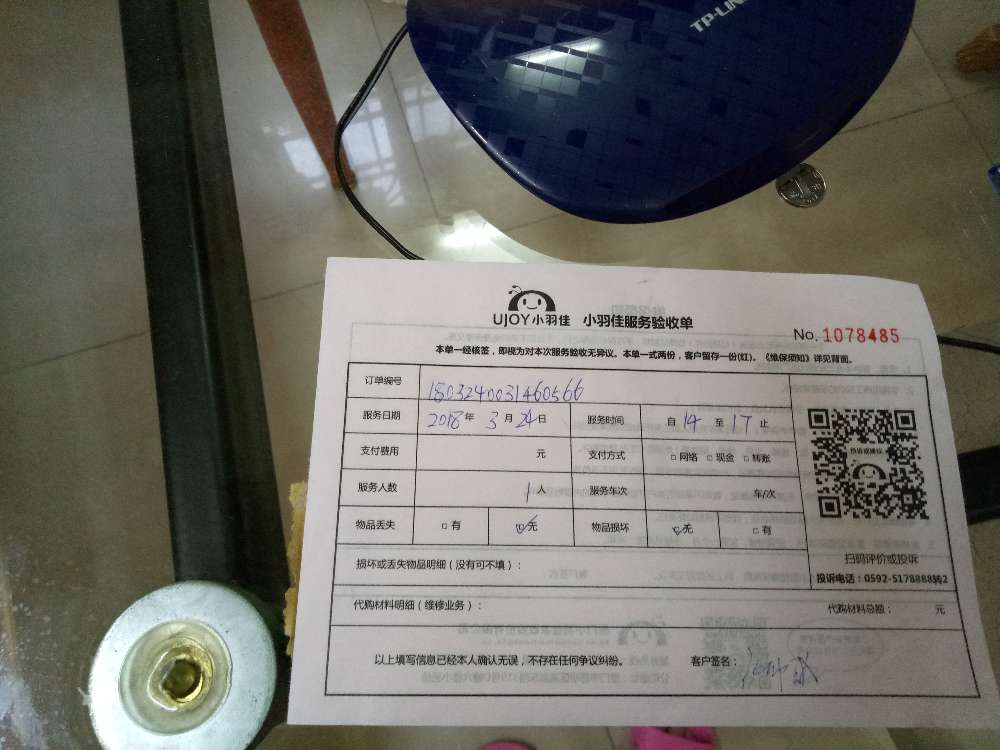 TP-LIN
UJOY小羽佳 小羽佳服务验收单
No. 1078485
本单一经核签，即视为对本次服务验收无异议。本单一式两份，客户留存一份(红)。《维保须知》详见背面。
订单编号 1803240031460566
服务日期 2018年 3月 24日 服务时间 自 14 至 17 止
支付费用 元 支付方式 □网络 □现金 □转账
服务人数 1人 服务车次 车/次
物品丢失 □有 ☑无 物品损坏 ☑无 □有
扫码评价或投诉
投诉电话：0592-5178888转2
损坏或丢失物品明细（没有可不填）：
代购材料明细（维修业务）： 代购材料总额： 元
以上填写信息已经本人确认无误，不存在任何争议纠纷。 客户签名：